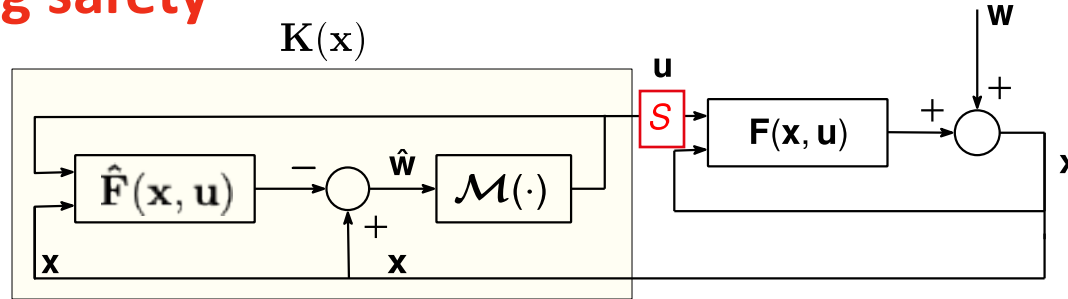 g safety
K(x)
w
u
+
S
F(x, u)
+
F̂(x, u)
−
ŵ
M(·)
+
x
x
x